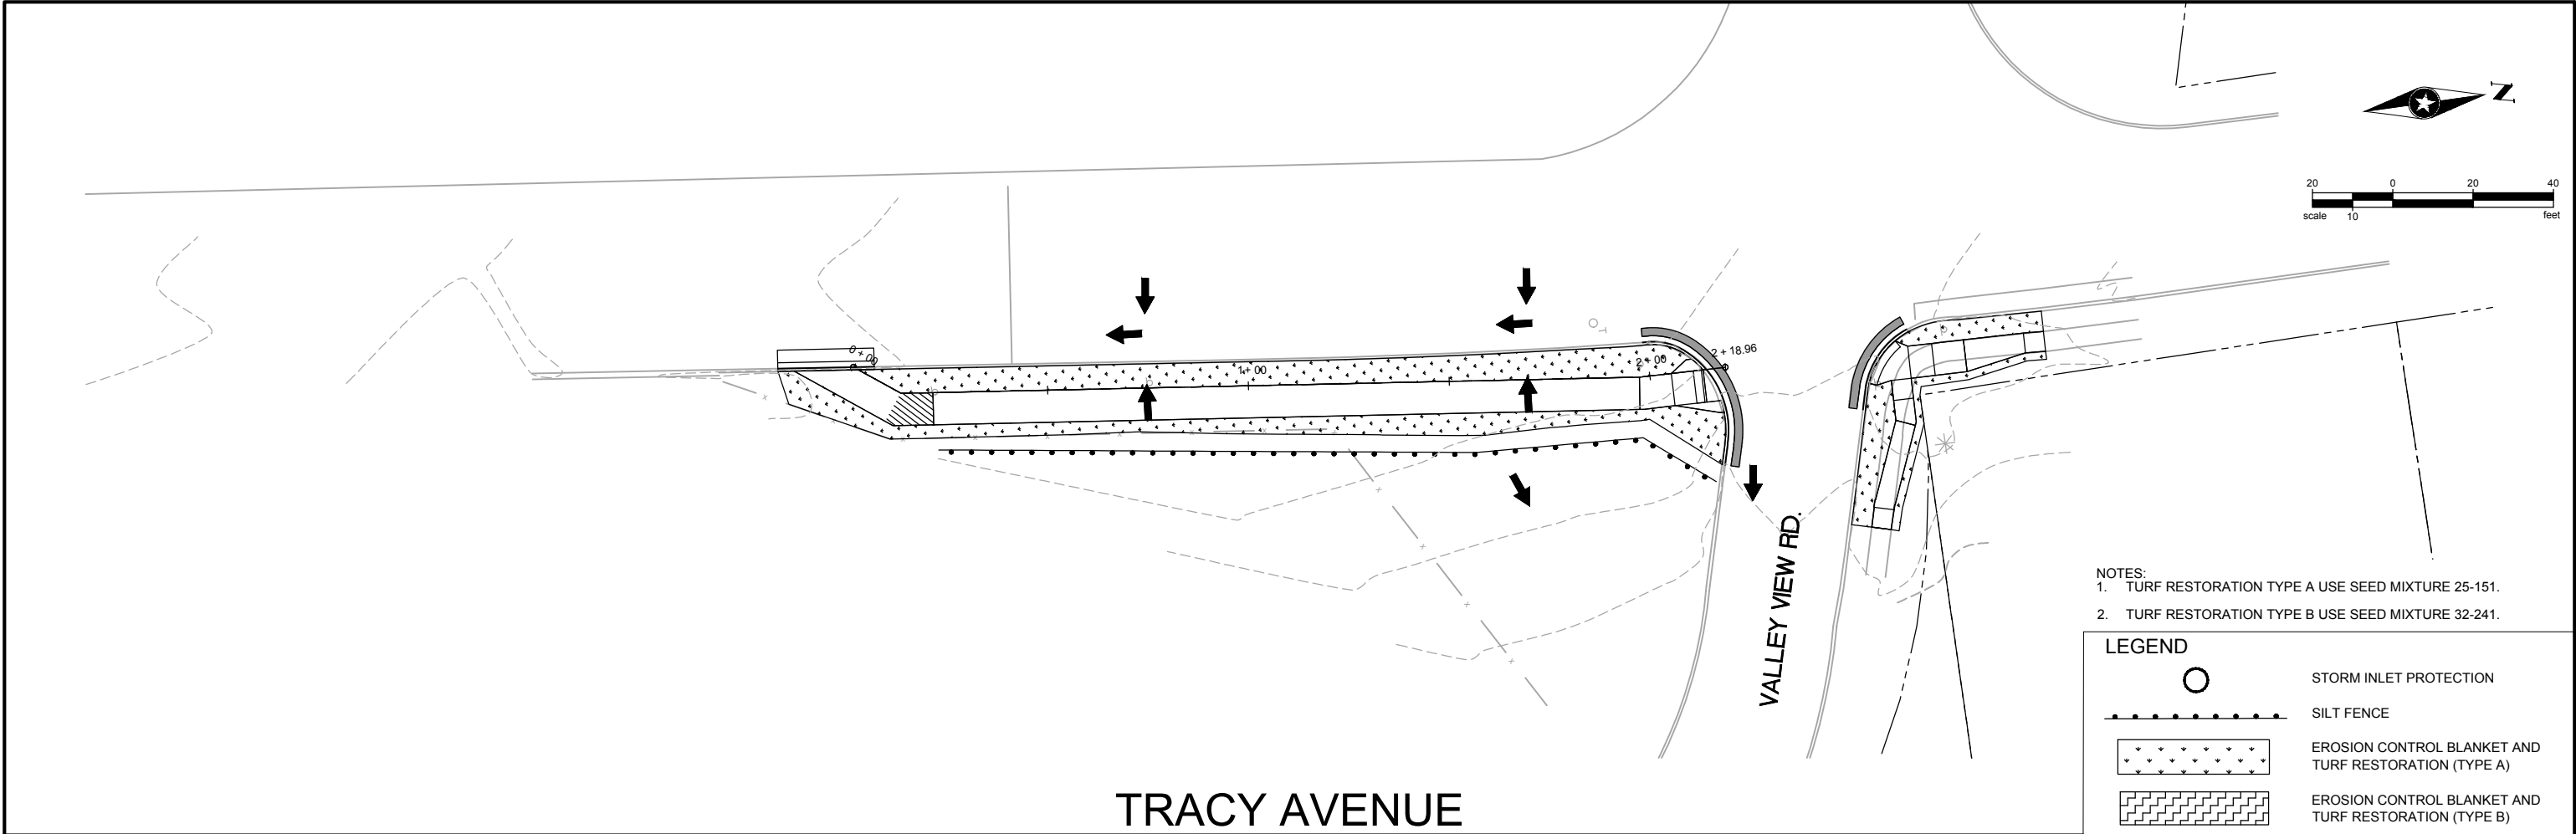 N
20 0 20 40
scale 10 feet
0 + 00
1 + 00
2 + 00
2 + 18.96
VALLEY VIEW RD.
NOTES:
1. TURF RESTORATION TYPE A USE SEED MIXTURE 25-151.
2. TURF RESTORATION TYPE B USE SEED MIXTURE 32-241.
LEGEND
STORM INLET PROTECTION
SILT FENCE
EROSION CONTROL BLANKET AND
TURF RESTORATION (TYPE A)
EROSION CONTROL BLANKET AND
TURF RESTORATION (TYPE B)
TRACY AVENUE